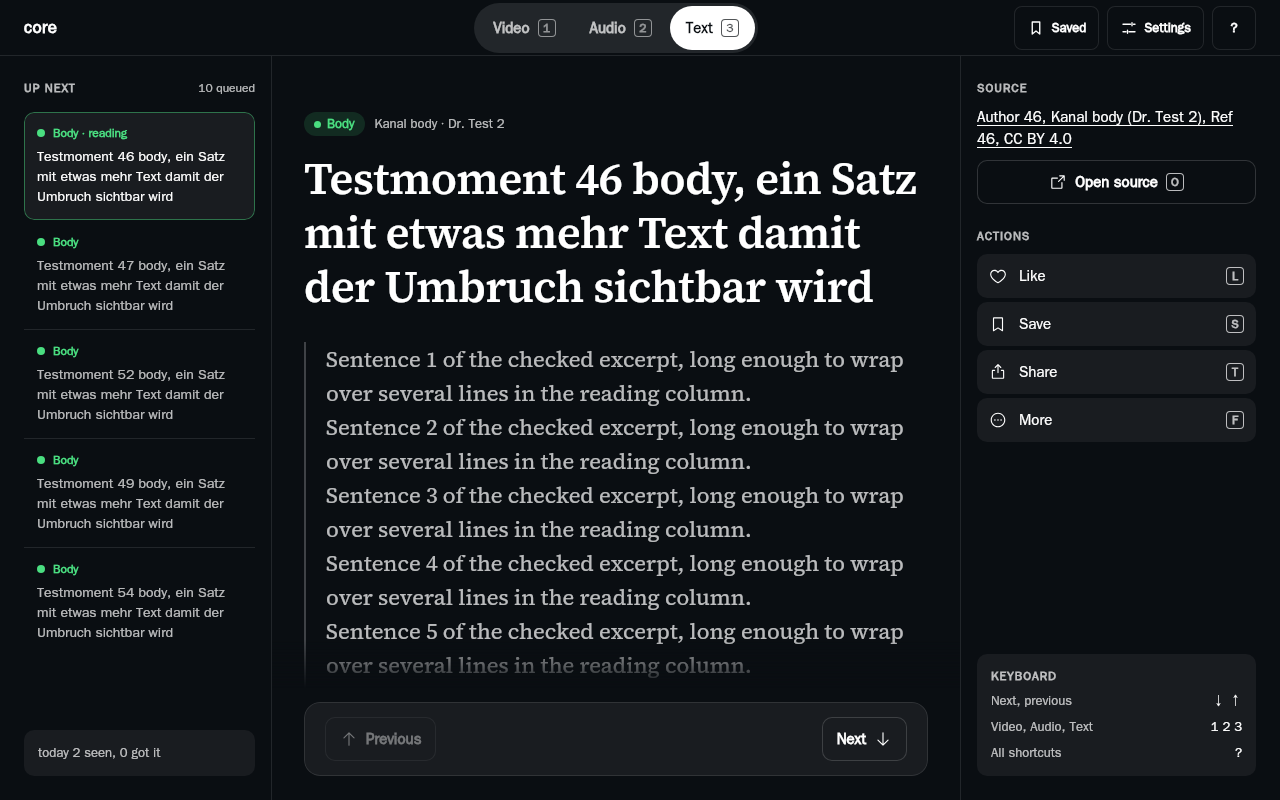 core
Video 1 Audio 2 Text 3
Saved Settings ?
UP NEXT 10 queued
Body · reading
Testmoment 46 body, ein Satz
mit etwas mehr Text damit der
Umbruch sichtbar wird
Body
Testmoment 47 body, ein Satz
mit etwas mehr Text damit der
Umbruch sichtbar wird
Body
Testmoment 52 body, ein Satz
mit etwas mehr Text damit der
Umbruch sichtbar wird
Body
Testmoment 49 body, ein Satz
mit etwas mehr Text damit der
Umbruch sichtbar wird
Body
Testmoment 54 body, ein Satz
mit etwas mehr Text damit der
Umbruch sichtbar wird
today 2 seen, 0 got it
Body Kanal body · Dr. Test 2
Testmoment 46 body, ein Satz
mit etwas mehr Text damit
der Umbruch sichtbar wird
Sentence 1 of the checked excerpt, long enough to wrap
over several lines in the reading column.
Sentence 2 of the checked excerpt, long enough to wrap
over several lines in the reading column.
Sentence 3 of the checked excerpt, long enough to wrap
over several lines in the reading column.
Sentence 4 of the checked excerpt, long enough to wrap
over several lines in the reading column.
Sentence 5 of the checked excerpt, long enough to wrap
over several lines in the reading column.
↑ Previous Next ↓
SOURCE
Author 46, Kanal body (Dr. Test 2), Ref
46, CC BY 4.0
Open source O
ACTIONS
Like L
Save S
Share T
More F
KEYBOARD
Next, previous ↓ ↑
Video, Audio, Text 1 2 3
All shortcuts ?